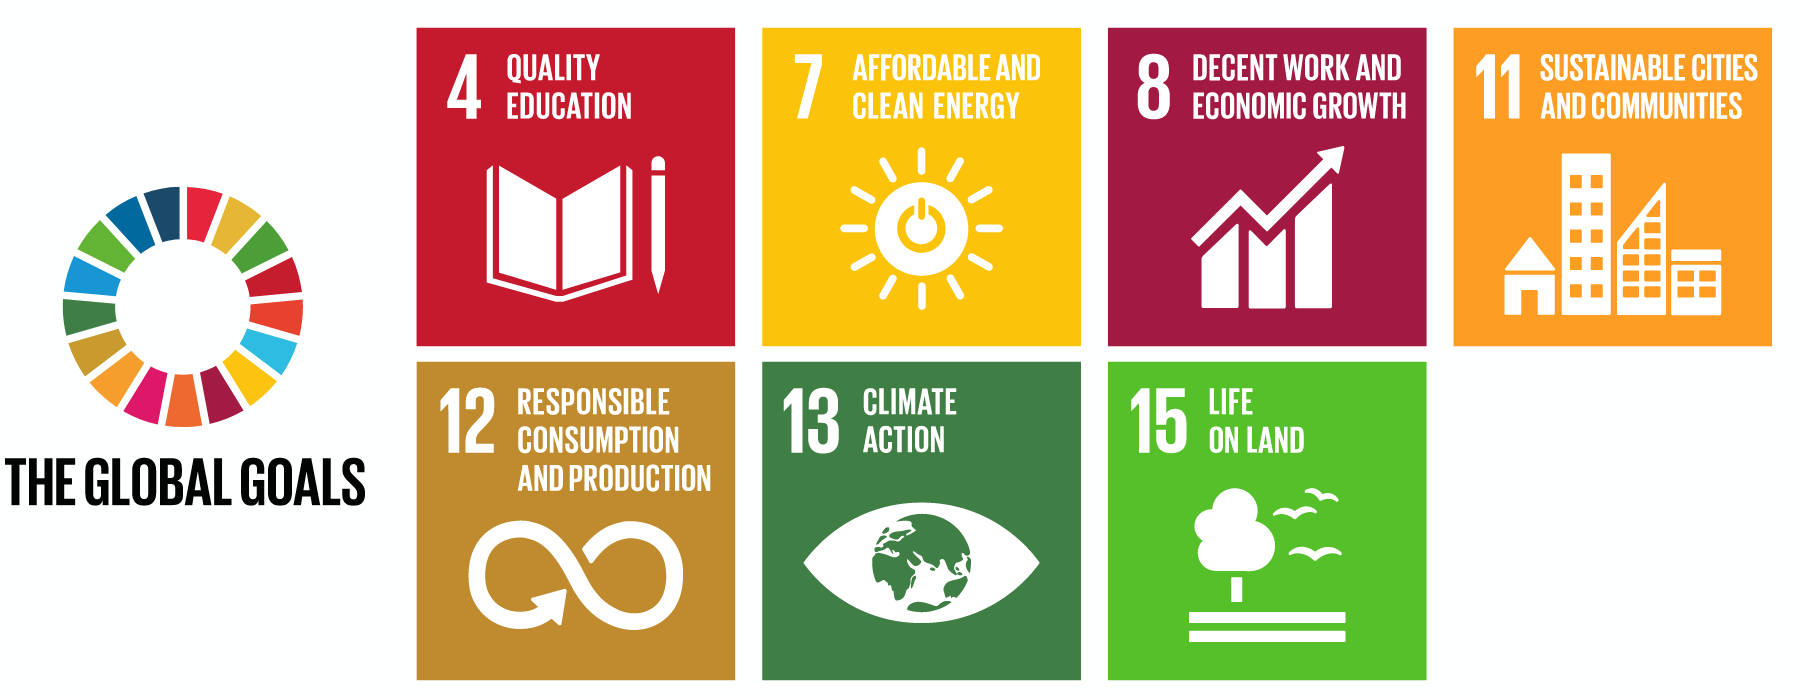 THE GLOBAL GOALS
4 QUALITY
EDUCATION
7 AFFORDABLE AND
CLEAN ENERGY
8 DECENT WORK AND
ECONOMIC GROWTH
11 SUSTAINABLE CITIES
AND COMMUNITIES
12 RESPONSIBLE
CONSUMPTION
AND PRODUCTION
13 CLIMATE
ACTION
15 LIFE
ON LAND